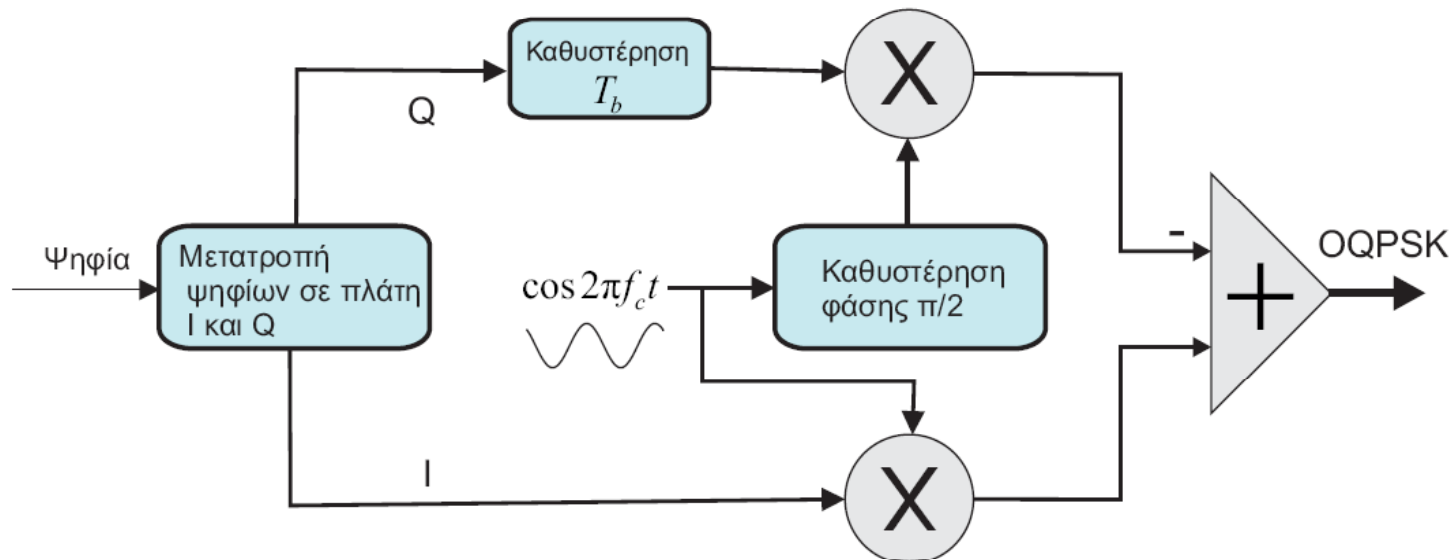 Καθυστέρηση
T_b
X
Q
Ψηφία
Μετατροπή
ψηφίων σε πλάτη
I και Q
cos 2πf_c t
Καθυστέρηση
φάσης π/2
-
+
OQPSK
I
X